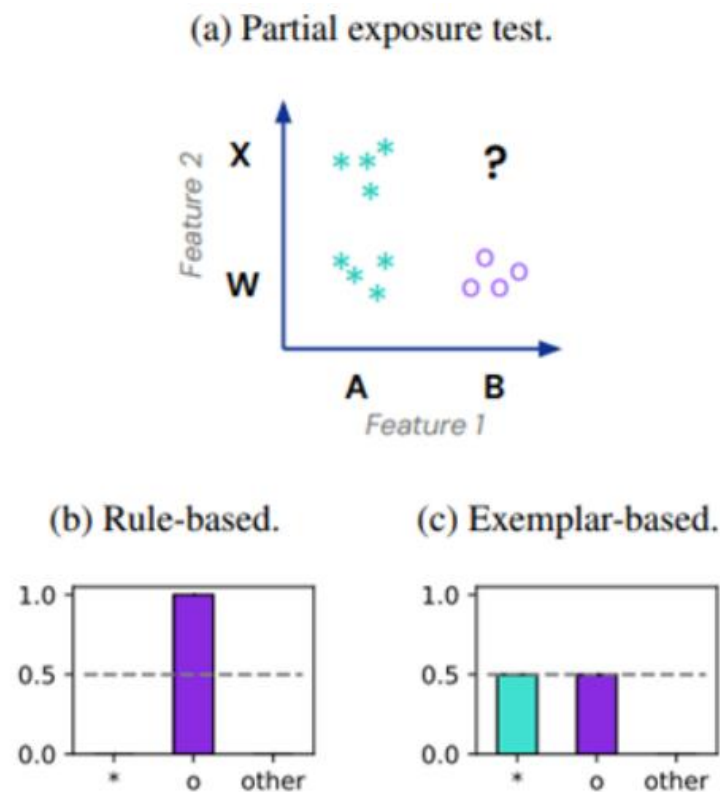 (a) Partial exposure test.
Feature 2
X
?
W
A
B
Feature 1
(b) Rule-based.
(c) Exemplar-based.
1.0
0.5
0.0
*
o
other
1.0
0.5
0.0
*
o
other